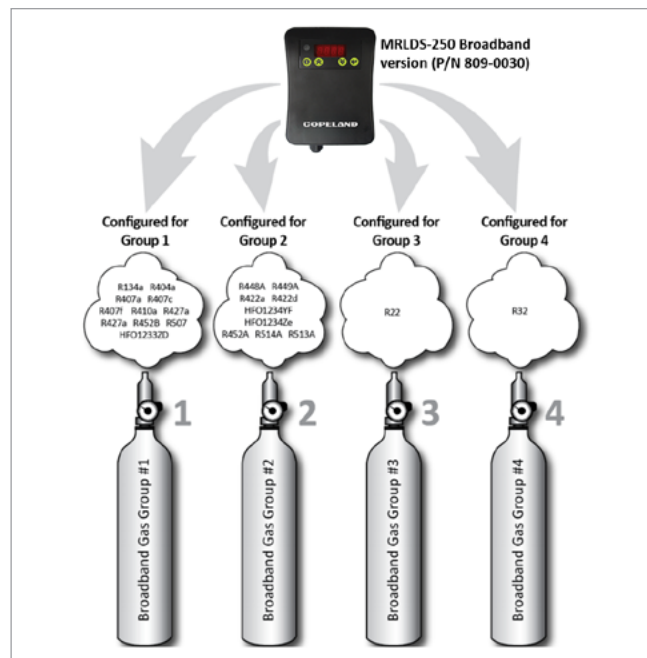 MRLDS-250 Broadband
version (P/N 809-0030)
COPELAND
Configured for
Group 1
Configured for
Group 2
Configured for
Group 3
Configured for
Group 4
R134a R404a
R407a R407c
R407f R410a R427a
R427a R452B R507
HFO1233ZD
R448A R449A
R422a R422d
HFO1234YF
HFO1234Ze
R452A R514A R513A
R22
R32
1
2
3
4
Broadband Gas Group #1
Broadband Gas Group #2
Broadband Gas Group #3
Broadband Gas Group #4